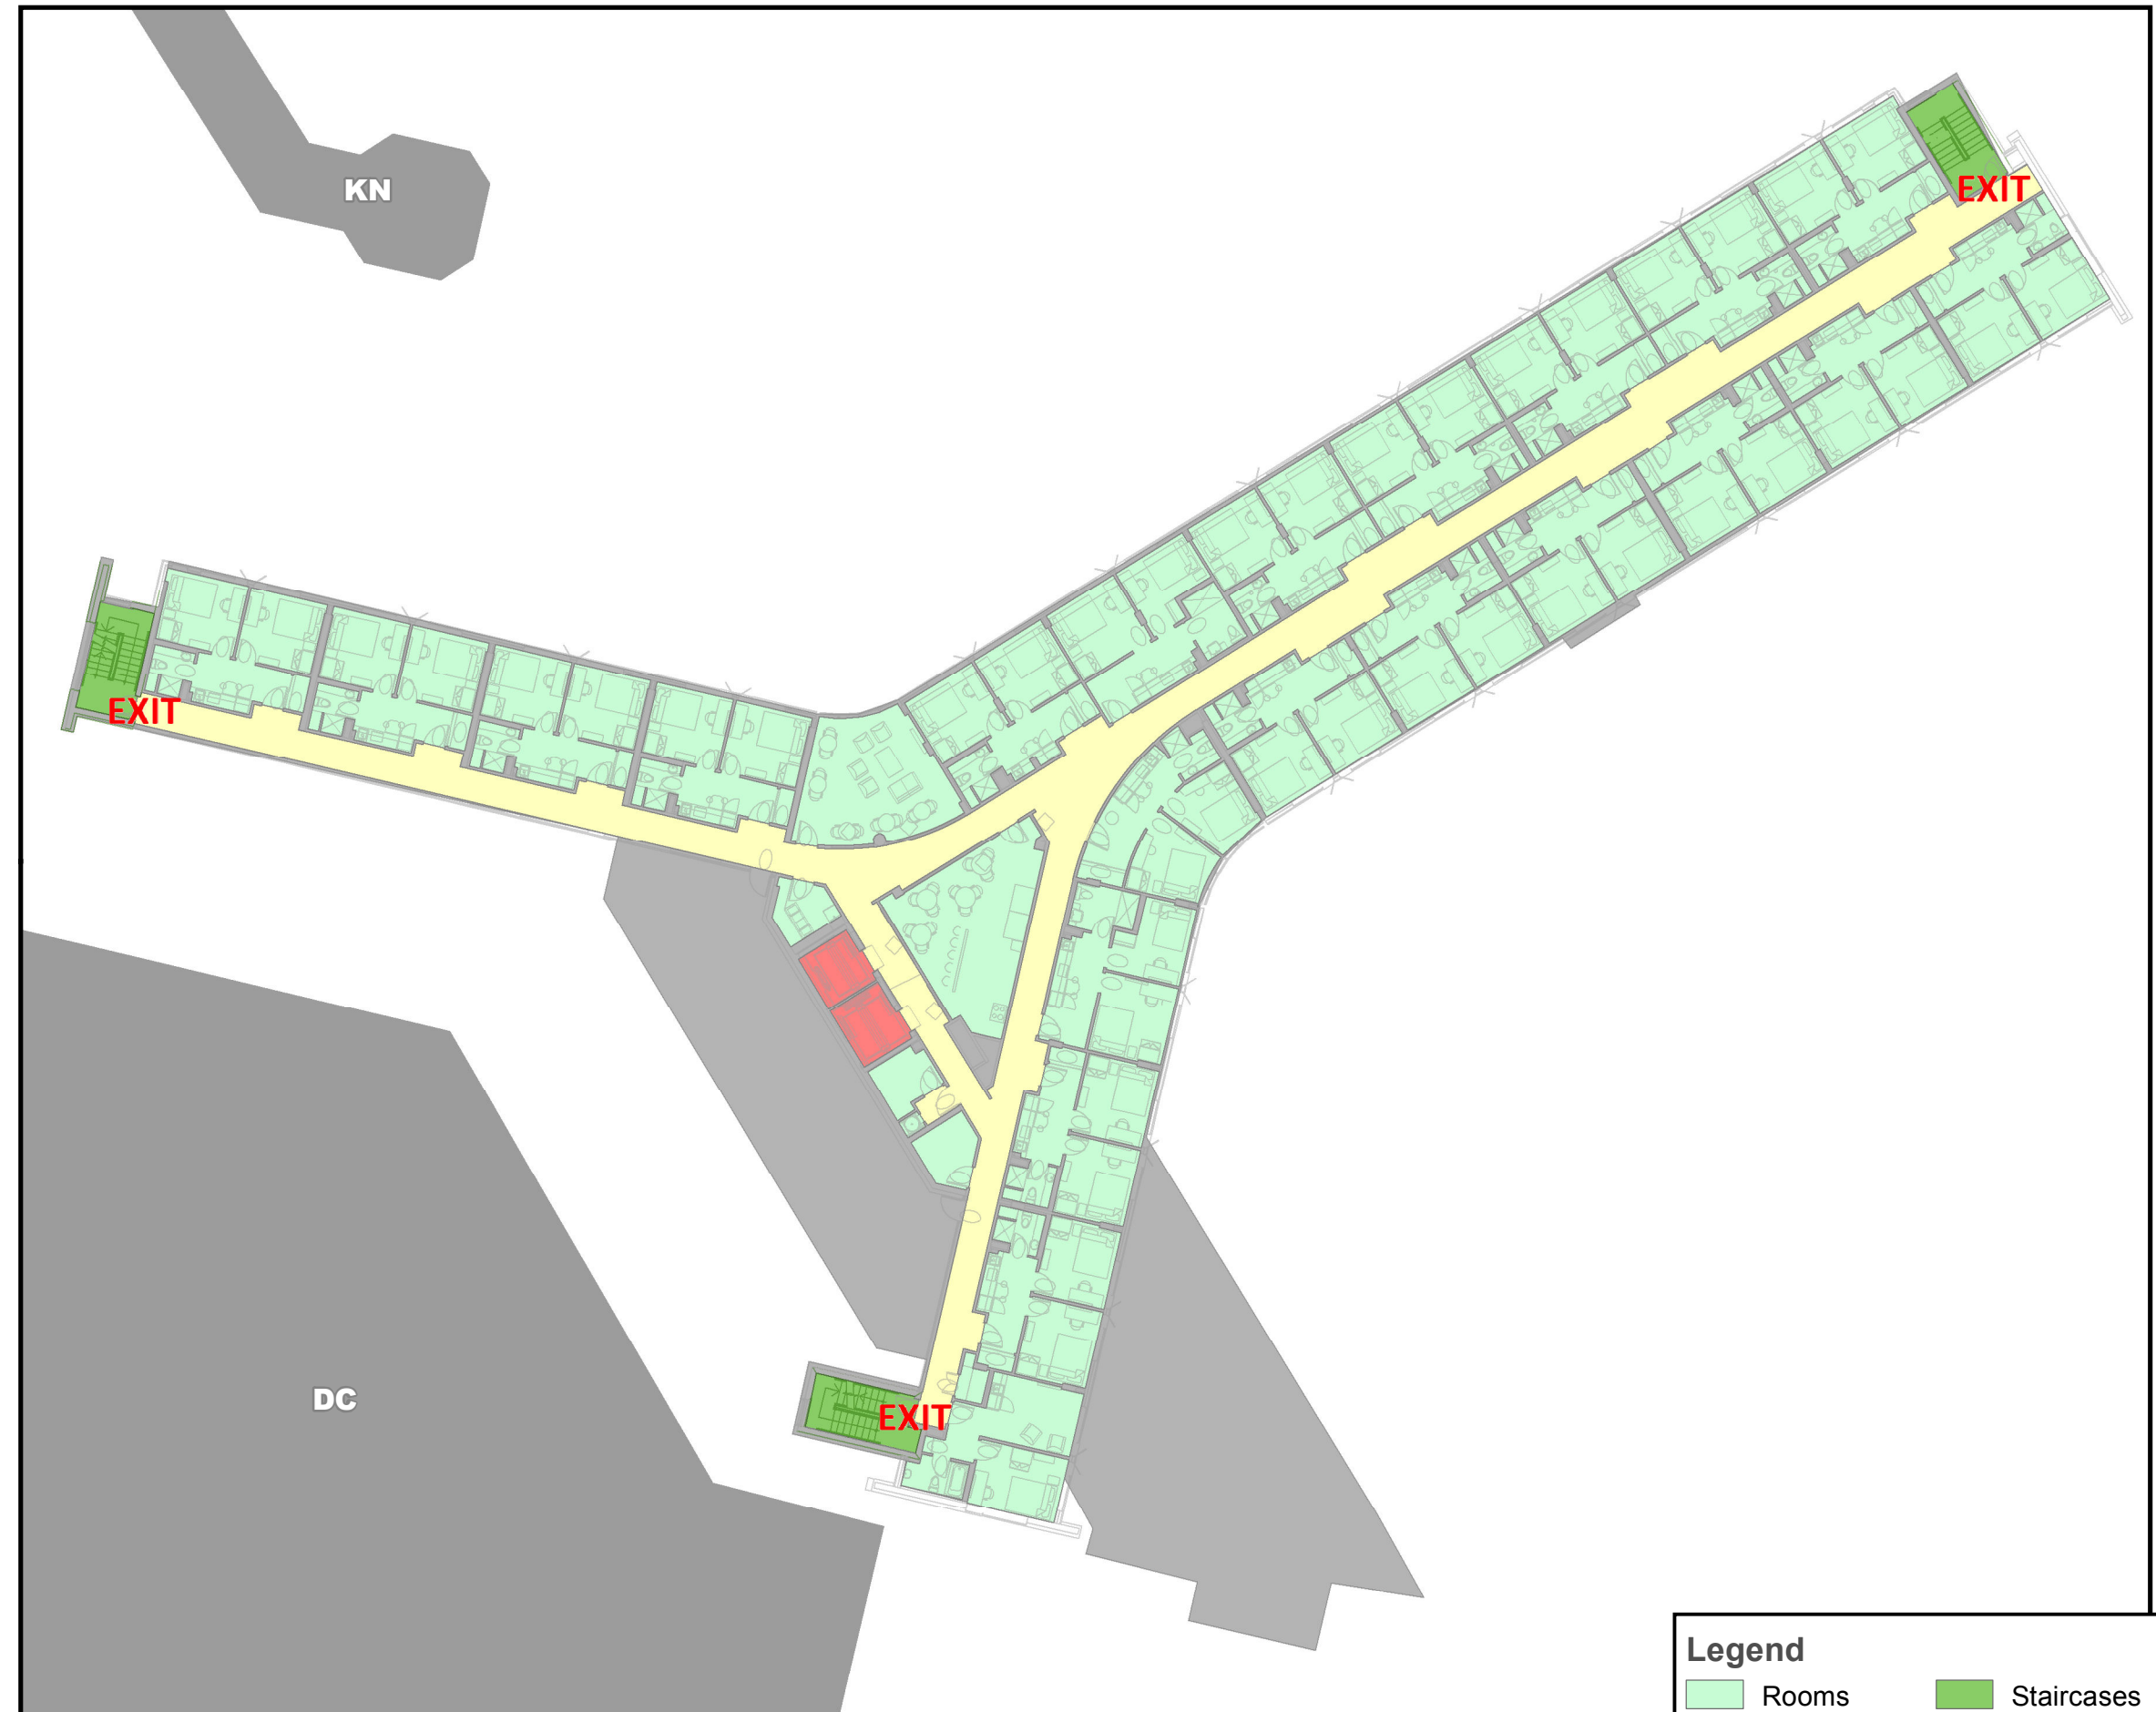 KN
EXIT
EXIT
DC
EXIT
Legend
Rooms
Staircases